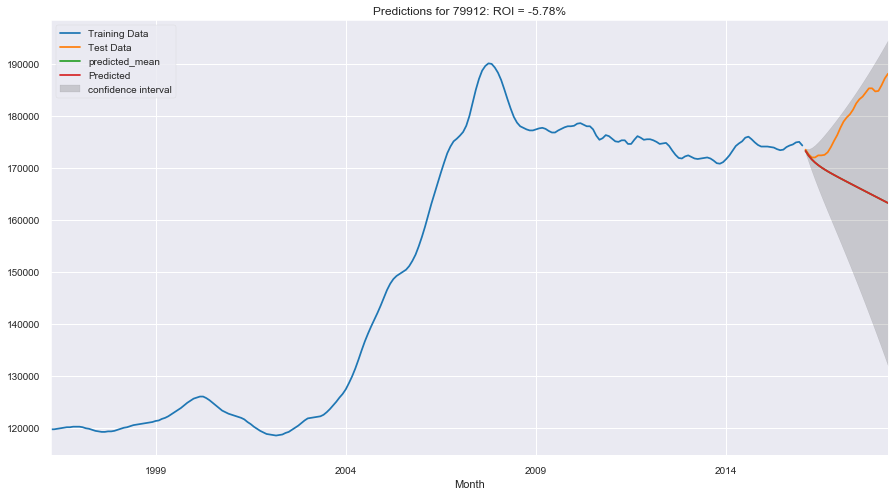 Predictions for 79912: ROI = -5.78%
Training Data
Test Data
predicted_mean
Predicted
confidence interval
190000
180000
170000
160000
150000
140000
130000
120000
1999 2004 2009 2014
Month